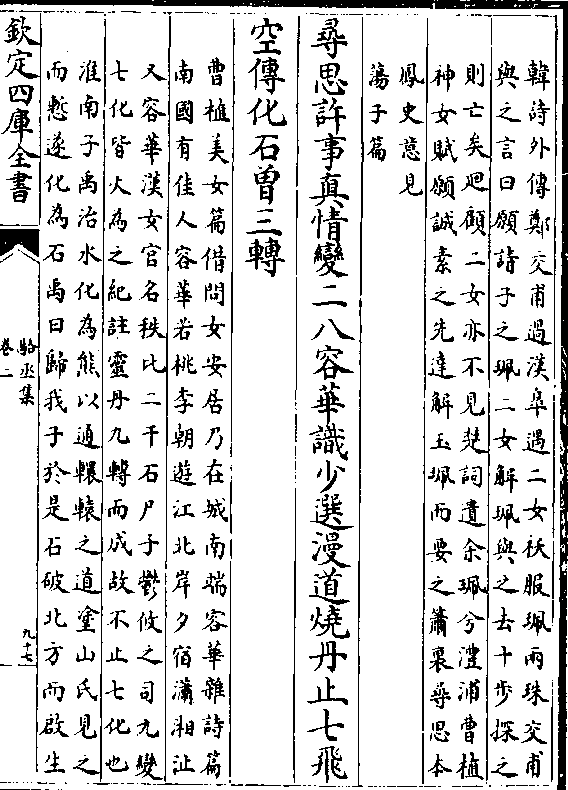 韓詩外傳鄭交甫過漢臯遇二女袄服珮兩珠交甫
與之言曰願請子之珮二女解珮與之去十歩探之
則亡矣廻顧二女亦不見楚詞遺余珮兮澧浦曹植
神女賦願誠素之先達解玉珮而要之蕭裛尋思本
鳳史意見
蕩子篇
尋思許事真情變二八容華識少選漫道燒丹止七飛
空傳化石曾三轉
曹植美女篇借問女安居乃在城南端容華雜詩篇
南國有佳人容華若桃李朝遊江北岸夕宿瀟湘沚
又容華漢女官名秩比二千石尸子鬱攸之司九變
七化皆火為之紀註靈丹九轉而成故不止七化也
淮南子禹治水化為熊以通轘轅之道塗山氏見之
而慙遂化為石禹曰歸我子於是石破北方而啟生
欽定四庫全書
駱丞集
卷二
九十七